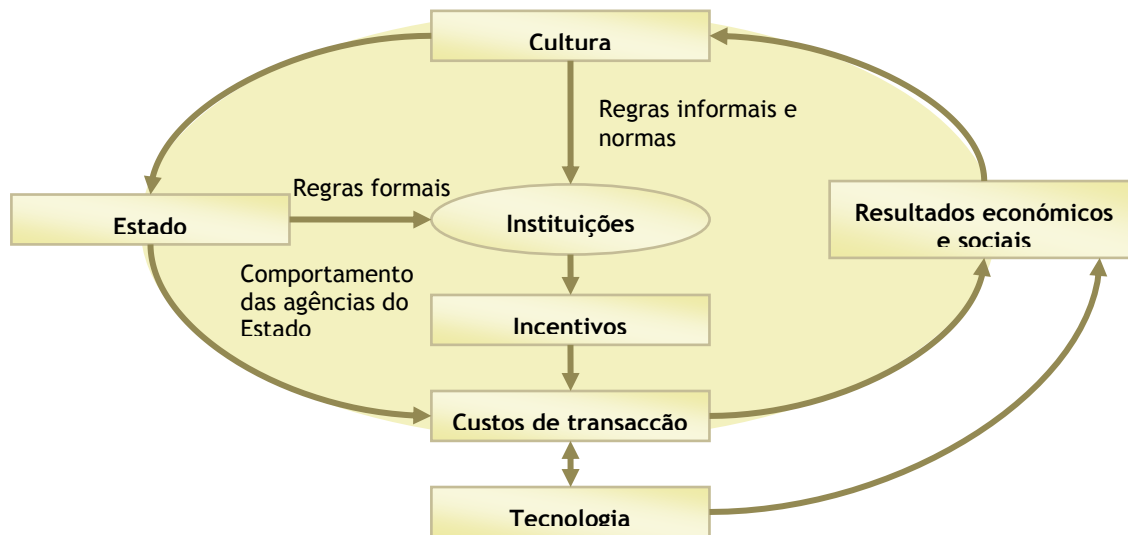 Cultura
Regras informais e
normas
Regras formais
Estado
Instituições
Resultados económicos
e sociais
Comportamento
das agências do
Estado
Incentivos
Custos de transacção
Tecnologia